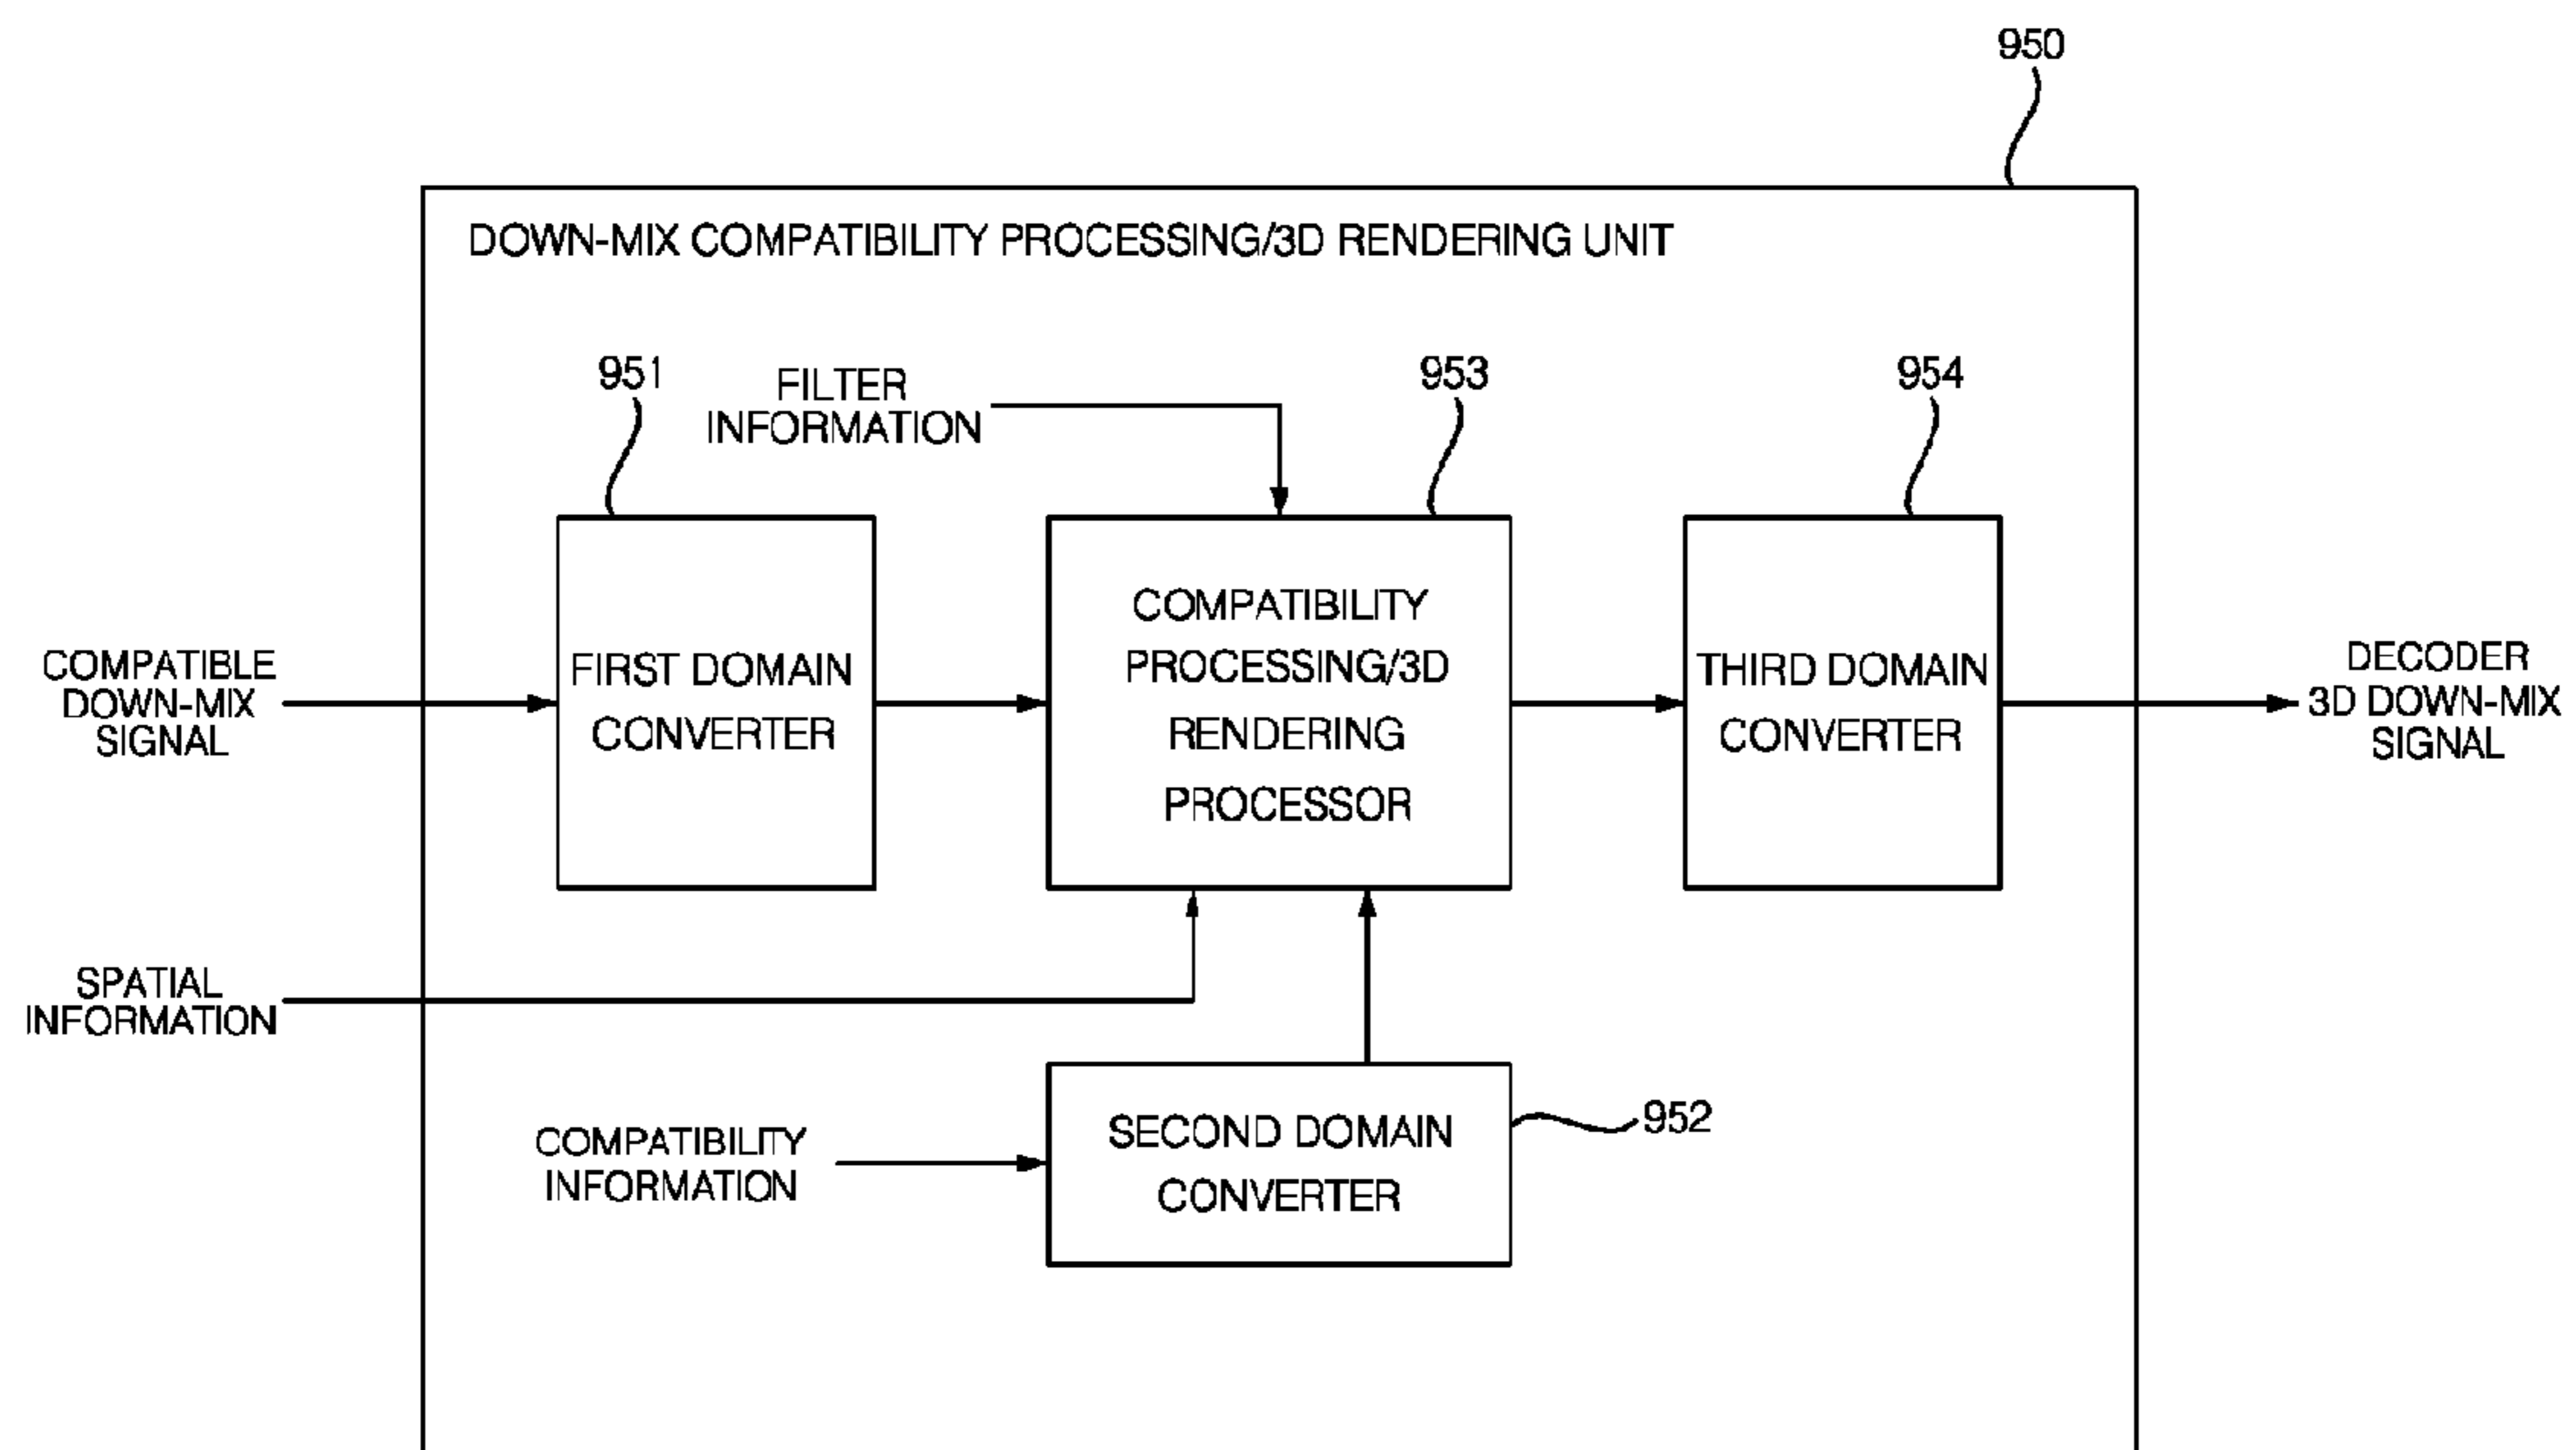 950
DOWN-MIX COMPATIBILITY PROCESSING/3D RENDERING UNIT
951
FILTER
INFORMATION
953
954
COMPATIBLE
DOWN-MIX
SIGNAL
FIRST DOMAIN
CONVERTER
COMPATIBILITY
PROCESSING/3D
RENDERING
PROCESSOR
THIRD DOMAIN
CONVERTER
DECODER
3D DOWN-MIX
SIGNAL
SPATIAL
INFORMATION
COMPATIBILITY
INFORMATION
SECOND DOMAIN
CONVERTER
952